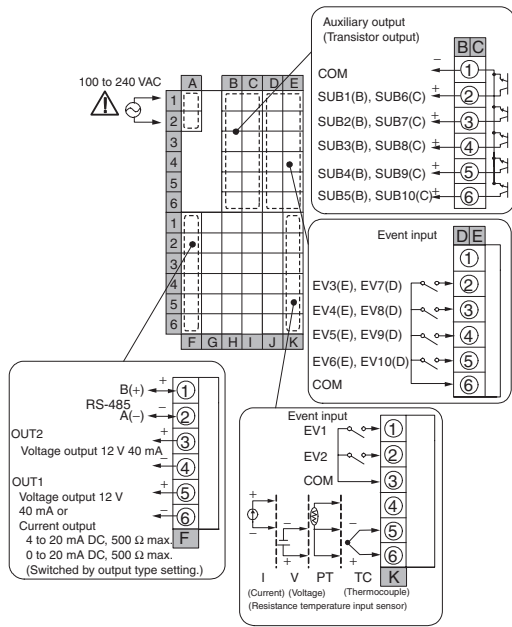 Auxiliary output
(Transistor output)
B C
COM − 1
SUB1(B), SUB6(C) + 2
SUB2(B), SUB7(C) + 3
SUB3(B), SUB8(C) + 4
SUB4(B), SUB9(C) + 5
SUB5(B), SUB10(C) + 6
100 to 240 VAC
A B C D E
1
2
3
4
5
6
1
2
3
4
5
6
F G H I J K
Event input
D E
1
EV3(E), EV7(D) 2
EV4(E), EV8(D) 3
EV5(E), EV9(D) 4
EV6(E), EV10(D) 5
COM 6
B(+) + 1
RS-485
A(−) − 2
OUT2 + 3
Voltage output 12 V 40 mA
− 4
OUT1 + 5
Voltage output 12 V
40 mA or − 6
Current output
4 to 20 mA DC, 500 Ω max.
0 to 20 mA DC, 500 Ω max.
(Switched by output type setting.)
F
Event input
EV1 1
EV2 2
COM 3
4
+ − − 5
− + + 6
I V PT TC
K
(Current) (Voltage) (Thermocouple)
(Resistance temperature input sensor)